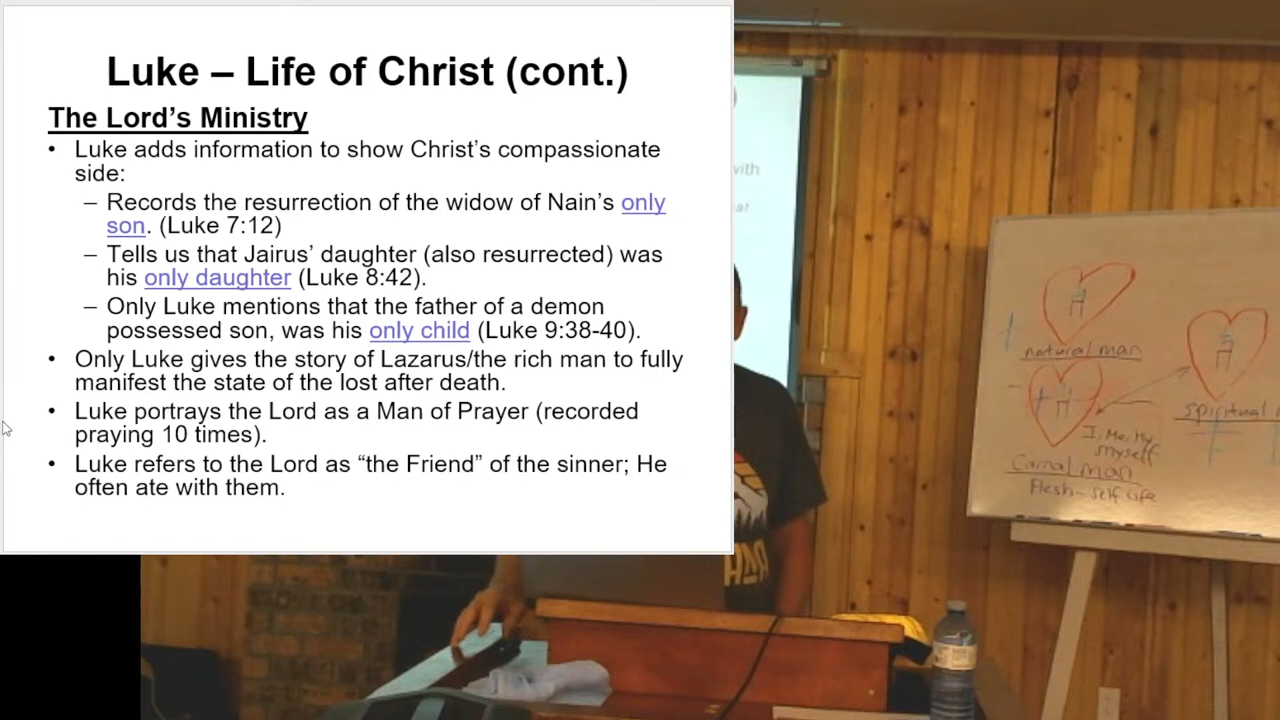 Luke – Life of Christ (cont.)
The Lord's Ministry
• Luke adds information to show Christ's compassionate
side:
– Records the resurrection of the widow of Nain's only
son. (Luke 7:12)
– Tells us that Jairus' daughter (also resurrected) was
his only daughter (Luke 8:42).
– Only Luke mentions that the father of a demon
possessed son, was his only child (Luke 9:38-40).
• Only Luke gives the story of Lazarus/the rich man to fully
manifest the state of the lost after death.
• Luke portrays the Lord as a Man of Prayer (recorded
praying 10 times).
• Luke refers to the Lord as “the Friend” of the sinner; He
often ate with them.
with
natural man
I, Me, My
myself
Carnal man
Flesh - self life
spiritual